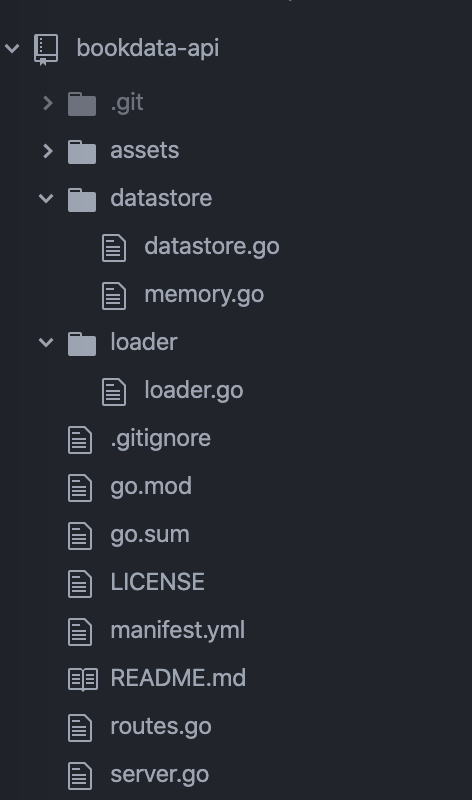 bookdata-api
.git
assets
datastore
datastore.go
memory.go
loader
loader.go
.gitignore
go.mod
go.sum
LICENSE
manifest.yml
README.md
routes.go
server.go